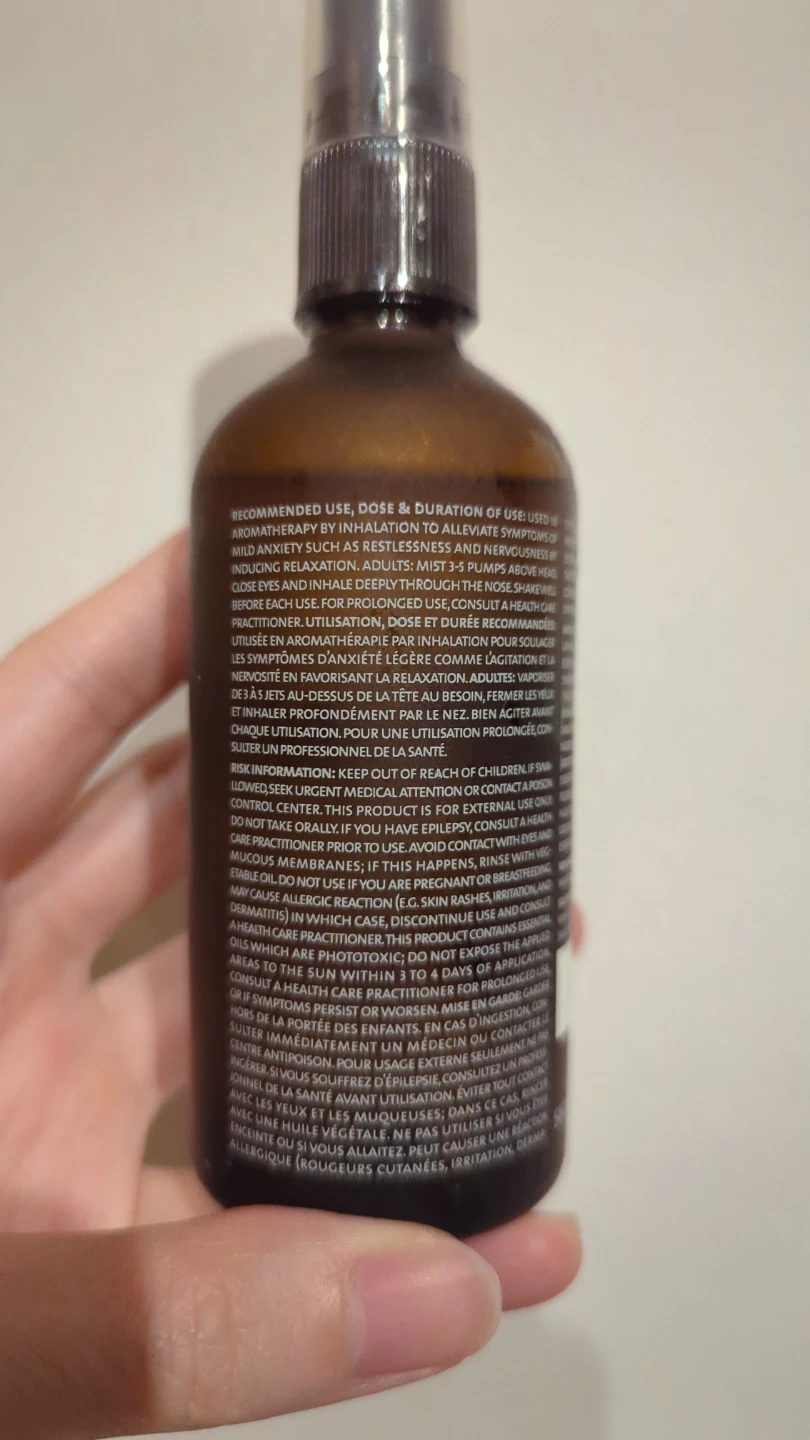 RECOMMENDED USE, DOSE & DURATION OF USE: USED IN
AROMATHERAPY BY INHALATION TO ALLEVIATE SYMPTOMS OF
MILD ANXIETY SUCH AS RESTLESSNESS AND NERVOUSNESS BY
INDUCING RELAXATION. ADULTS: MIST 3-5 PUMPS ABOVE HEAD,
CLOSE EYES AND INHALE DEEPLY THROUGH THE NOSE. SHAKE WELL
BEFORE EACH USE. FOR PROLONGED USE, CONSULT A HEALTH CARE
PRACTITIONER. UTILISATION, DOSE ET DURÉE RECOMMANDÉES:
UTILISÉE EN AROMATHÉRAPIE PAR INHALATION POUR SOULAGER
LES SYMPTÔMES D'ANXIÉTÉ LÉGÈRE COMME L'AGITATION ET LA
NERVOSITÉ EN FAVORISANT LA RELAXATION. ADULTES: VAPORISER
DE 3 À 5 JETS AU-DESSUS DE LA TÊTE AU BESOIN, FERMER LES YEUX
ET INHALER PROFONDÉMENT PAR LE NEZ. BIEN AGITER AVANT
CHAQUE UTILISATION. POUR UNE UTILISATION PROLONGÉE, CON-
SULTER UN PROFESSIONNEL DE LA SANTÉ.
RISK INFORMATION: KEEP OUT OF REACH OF CHILDREN. IF SWA-
LLOWED, SEEK URGENT MEDICAL ATTENTION OR CONTACT A POISON
CONTROL CENTER. THIS PRODUCT IS FOR EXTERNAL USE ONLY.
DO NOT TAKE ORALLY. IF YOU HAVE EPILEPSY, CONSULT A HEALTH
CARE PRACTITIONER PRIOR TO USE. AVOID CONTACT WITH EYES AND
MUCOUS MEMBRANES; IF THIS HAPPENS, RINSE WITH VEG-
ETABLE OIL. DO NOT USE IF YOU ARE PREGNANT OR BREASTFEEDING.
MAY CAUSE ALLERGIC REACTION (E.G. SKIN RASHES, IRRITATION, AND
DERMATITIS) IN WHICH CASE, DISCONTINUE USE AND CONSULT
A HEALTH CARE PRACTITIONER. THIS PRODUCT CONTAINS ESSENTIAL
OILS WHICH ARE PHOTOTOXIC; DO NOT EXPOSE THE APPLIED
AREAS TO THE SUN WITHIN 3 TO 4 DAYS OF APPLICATION.
CONSULT A HEALTH CARE PRACTITIONER FOR PROLONGED USE,
OR IF SYMPTOMS PERSIST OR WORSEN. MISE EN GARDE: GARDER
HORS DE LA PORTÉE DES ENFANTS. EN CAS D'INGESTION, CON-
SULTER IMMÉDIATEMENT UN MÉDECIN OU CONTACTER LE
CENTRE ANTIPOISON. POUR USAGE EXTERNE SEULEMENT. NE PAS
INGÉRER. SI VOUS SOUFFREZ D'ÉPILEPSIE, CONSULTEZ UN PROFESS-
IONNEL DE LA SANTÉ AVANT UTILISATION. ÉVITER TOUT CONTACT
AVEC LES YEUX ET LES MUQUEUSES; DANS CE CAS, RINCER
AVEC UNE HUILE VÉGÉTALE. NE PAS UTILISER SI VOUS ÊTES
ENCEINTE OU SI VOUS ALLAITEZ. PEUT CAUSER UNE RÉACTION
ALLERGIQUE (ROUGEURS CUTANÉES, IRRITATION, DERMA-